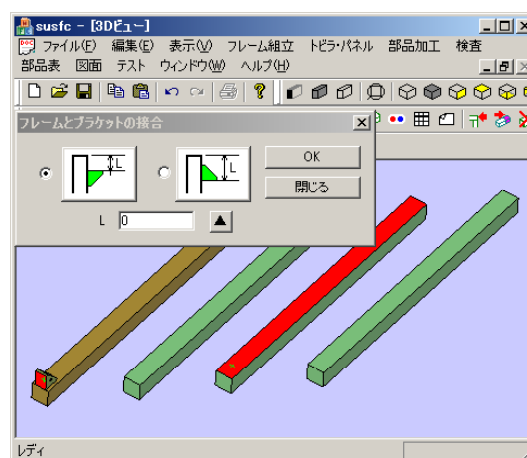 susfc - [3Dビュー]
ファイル(F) 編集(E) 表示(V) フレーム組立 トビラ・パネル 部品加工 検査
部品表 図面 テスト ウィンドウ(W) ヘルプ(H)
フレームとブラケットの接合
L
L
OK
閉じる
L 0
レディ